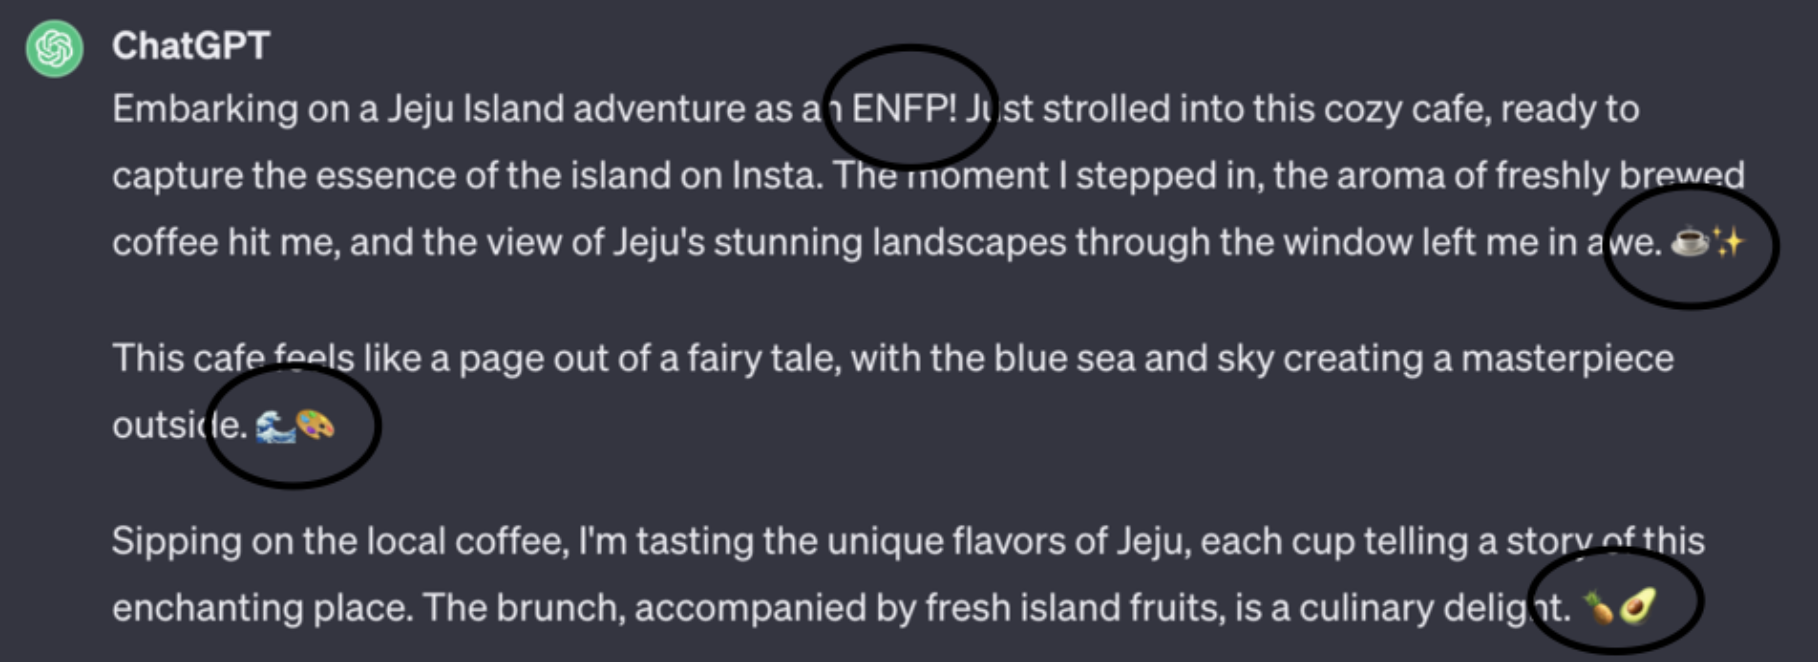 ChatGPT
Embarking on a Jeju Island adventure as an ENFP! Just strolled into this cozy cafe, ready to
capture the essence of the island on Insta. The moment I stepped in, the aroma of freshly brewed
coffee hit me, and the view of Jeju's stunning landscapes through the window left me in awe. ☕✨
This cafe feels like a page out of a fairy tale, with the blue sea and sky creating a masterpiece
outside. 🌊🎨
Sipping on the local coffee, I'm tasting the unique flavors of Jeju, each cup telling a story of this
enchanting place. The brunch, accompanied by fresh island fruits, is a culinary delight. 🍍🥑